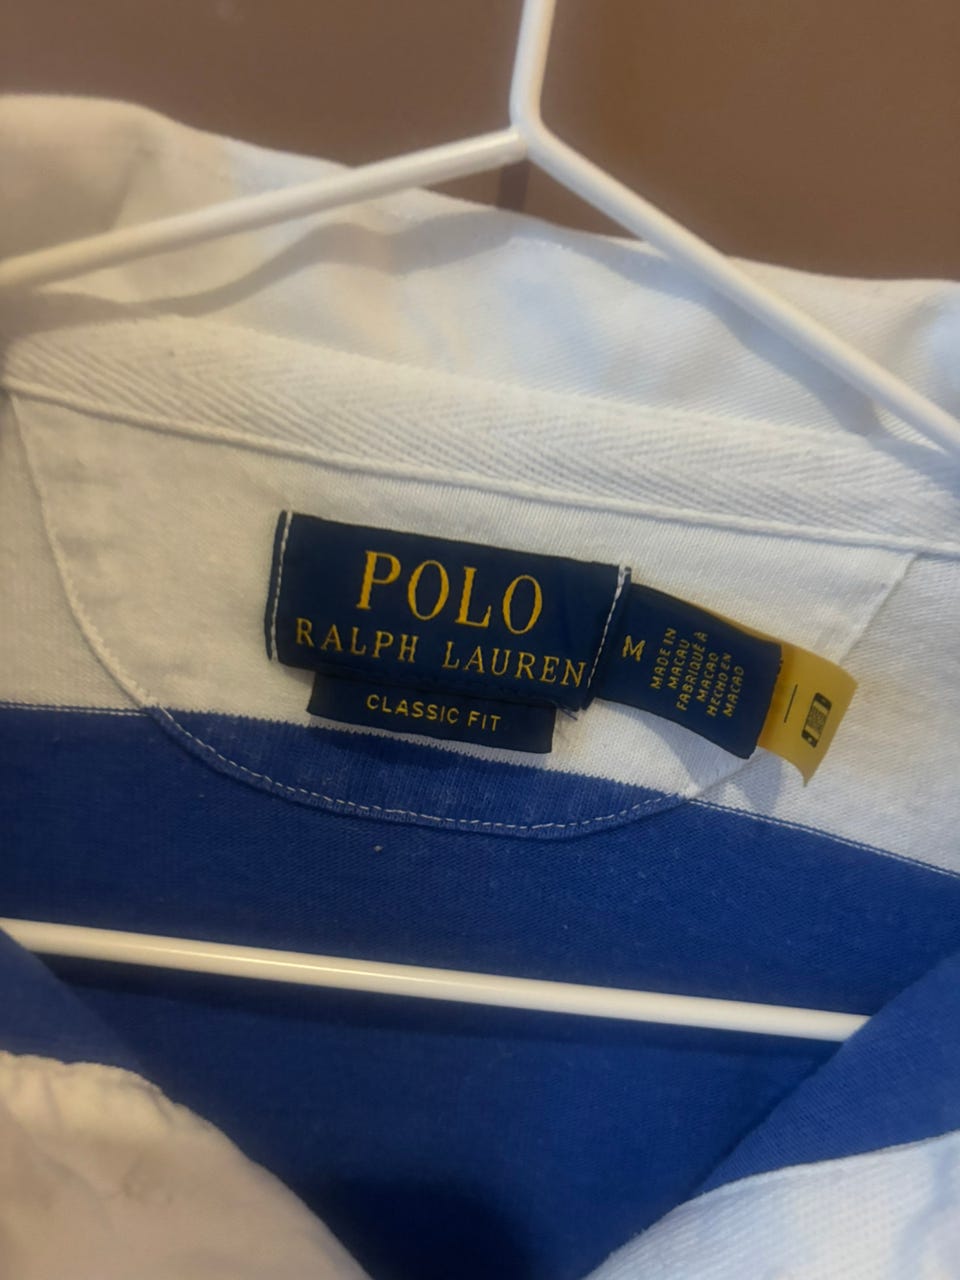 POLO
RALPH LAUREN
CLASSIC FIT
M
MADE IN
MACAU
FABRIQUÉ À
MACAO
HECHO EN
MACAO